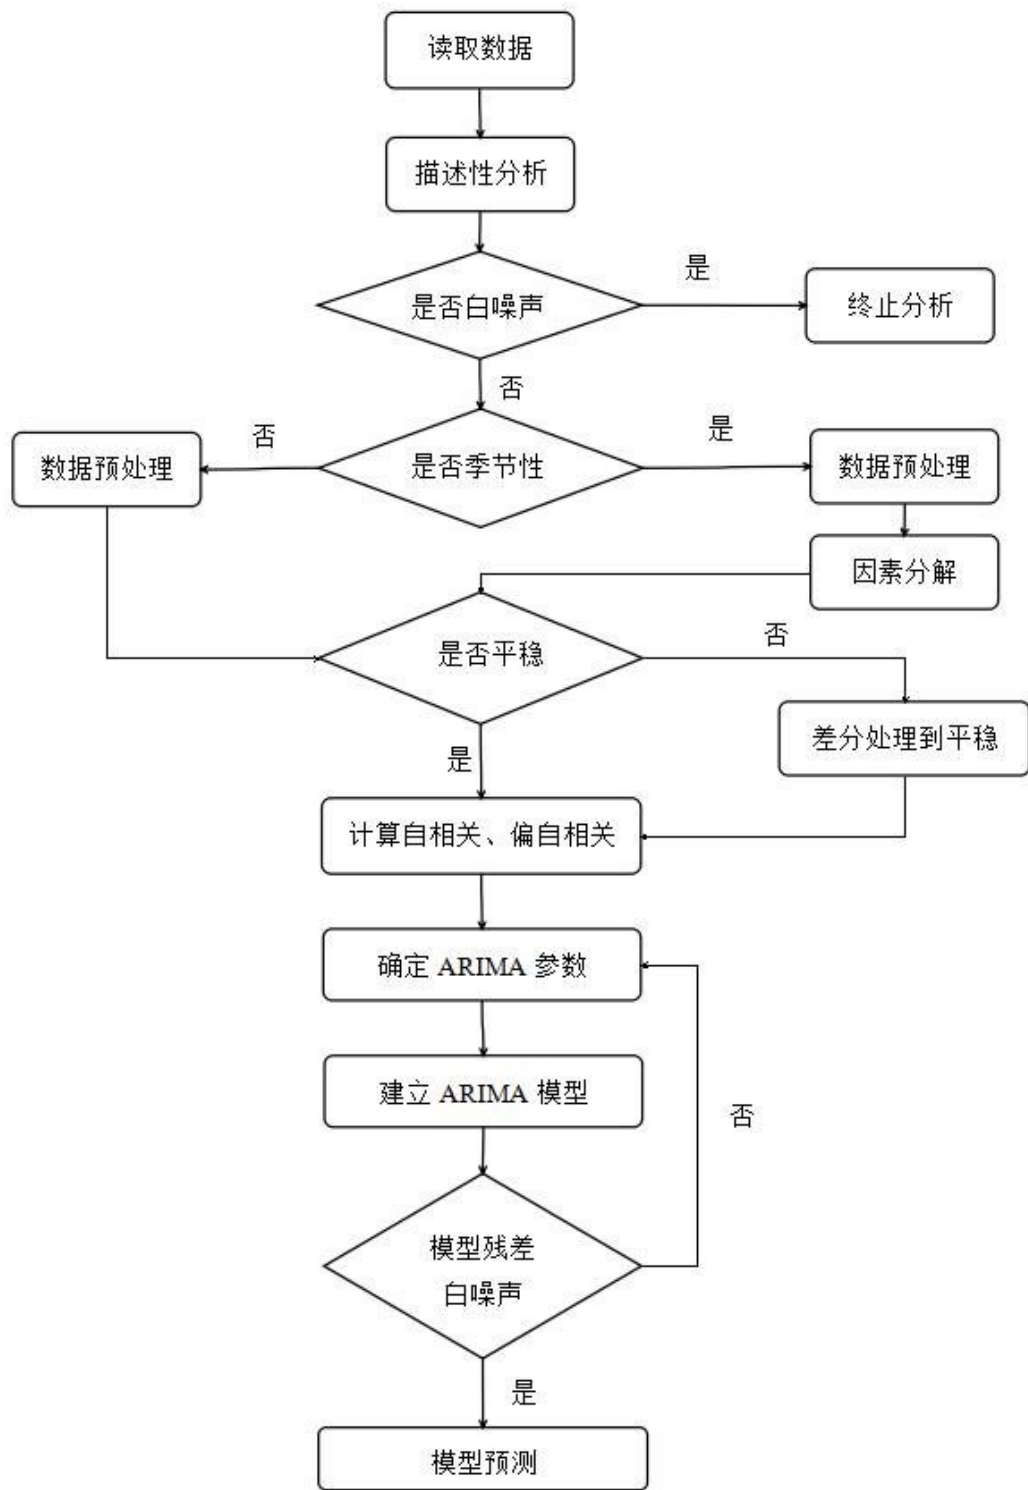 读取数据
描述性分析
是否白噪声
是
终止分析
否
是否季节性
否
数据预处理
是
数据预处理
因素分解
是否平稳
否
差分处理到平稳
是
计算自相关、偏自相关
确定 ARIMA 参数
建立 ARIMA 模型
否
模型残差
白噪声
是
模型预测